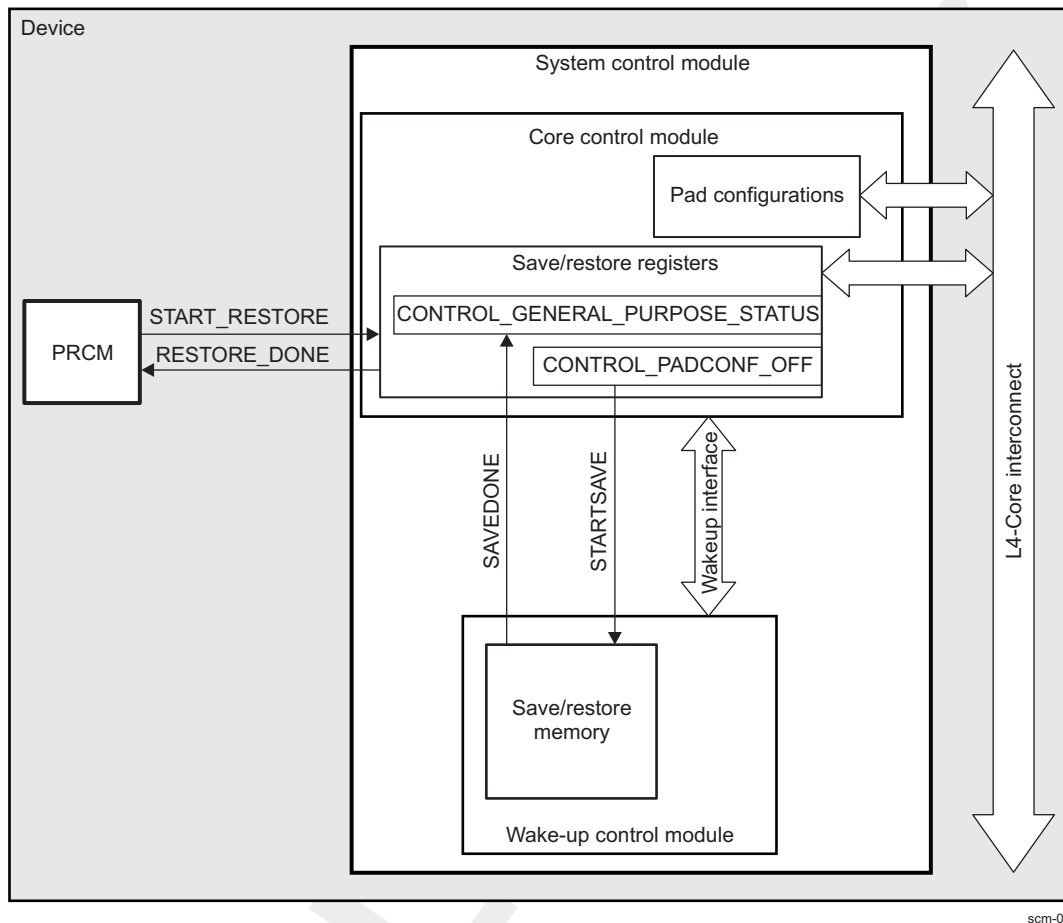 Device
System control module
Core control module
Pad configurations
Save/restore registers
CONTROL_GENERAL_PURPOSE_STATUS
CONTROL_PADCONF_OFF
START_RESTORE
RESTORE_DONE
PRCM
SAVEDONE
STARTSAVE
Wakeup interface
L4-Core interconnect
Save/restore
memory
Wake-up control module